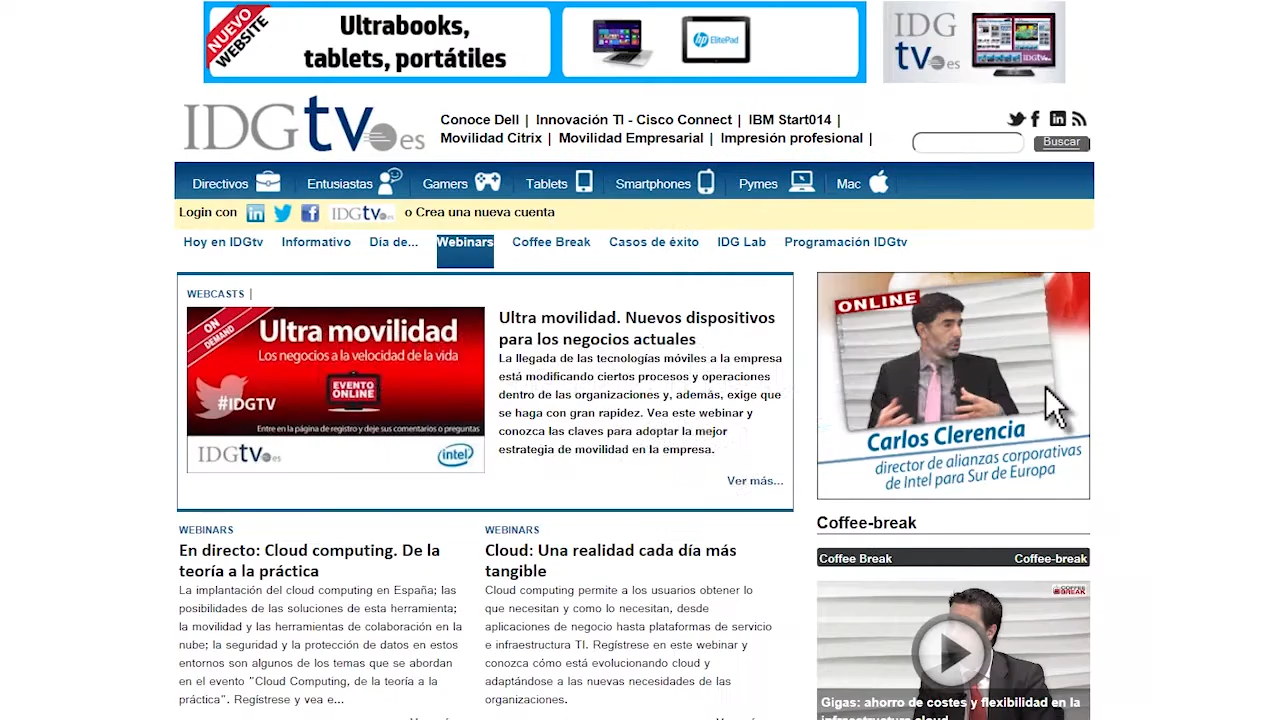 NUEVO
WEBSITE
Ultrabooks,
tablets, portátiles
hp ElitePad
IDG
tv.es
IDGtv
IDGtv.es
Conoce Dell | Innovación TI - Cisco Connect | IBM Start014 |
Movilidad Citrix | Movilidad Empresarial | Impresión profesional |
Buscar
Directivos Entusiastas Gamers Tablets Smartphones Pymes Mac
Login con IDGtv.es o Crea una nueva cuenta
Hoy en IDGtv Informativo Día de... Webinars Coffee Break Casos de éxito IDG Lab Programación IDGtv
WEBCASTS |
ON
DEMAND
Ultra movilidad
Los negocios a la velocidad de la vida
EVENTO
ONLINE
#IDGTV
Entre en la página de registro y deje sus comentarios o preguntas
IDGtv.es
intel
Ultra movilidad. Nuevos dispositivos
para los negocios actuales
La llegada de las tecnologías móviles a la empresa
está modificando ciertos procesos y operaciones
dentro de las organizaciones y, además, exige que
se haga con gran rapidez. Vea este webinar y
conozca las claves para adoptar la mejor
estrategia de movilidad en la empresa.
Ver más...
ONLINE
Carlos Clerencia
director de alianzas corporativas
de Intel para Sur de Europa
WEBINARS
En directo: Cloud computing. De la
teoría a la práctica
La implantación del cloud computing en España; las
posibilidades de las soluciones de esta herramienta;
la movilidad y las herramientas de colaboración en la
nube; la seguridad y la protección de datos en estos
entornos son algunos de los temas que se abordan
en el evento "Cloud Computing, de la teoría a la
práctica". Regístrese y vea e...
WEBINARS
Cloud: Una realidad cada día más
tangible
Cloud computing permite a los usuarios obtener lo
que necesitan y como lo necesitan, desde
aplicaciones de negocio hasta plataformas de servicio
e infraestructura TI. Regístrese en este webinar y
conozca cómo está evolucionando cloud y
adaptándose a las nuevas necesidades de las
organizaciones.
Coffee-break
Coffee Break Coffee-break
COFFEE
BREAK
Gigas: ahorro de costes y flexibilidad en la
infraestructura cloud